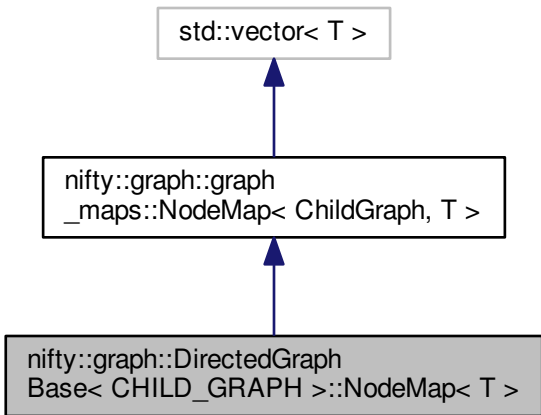 std::vector< T >
nifty::graph::graph
_maps::NodeMap< ChildGraph, T >
nifty::graph::DirectedGraph
Base< CHILD_GRAPH >::NodeMap< T >